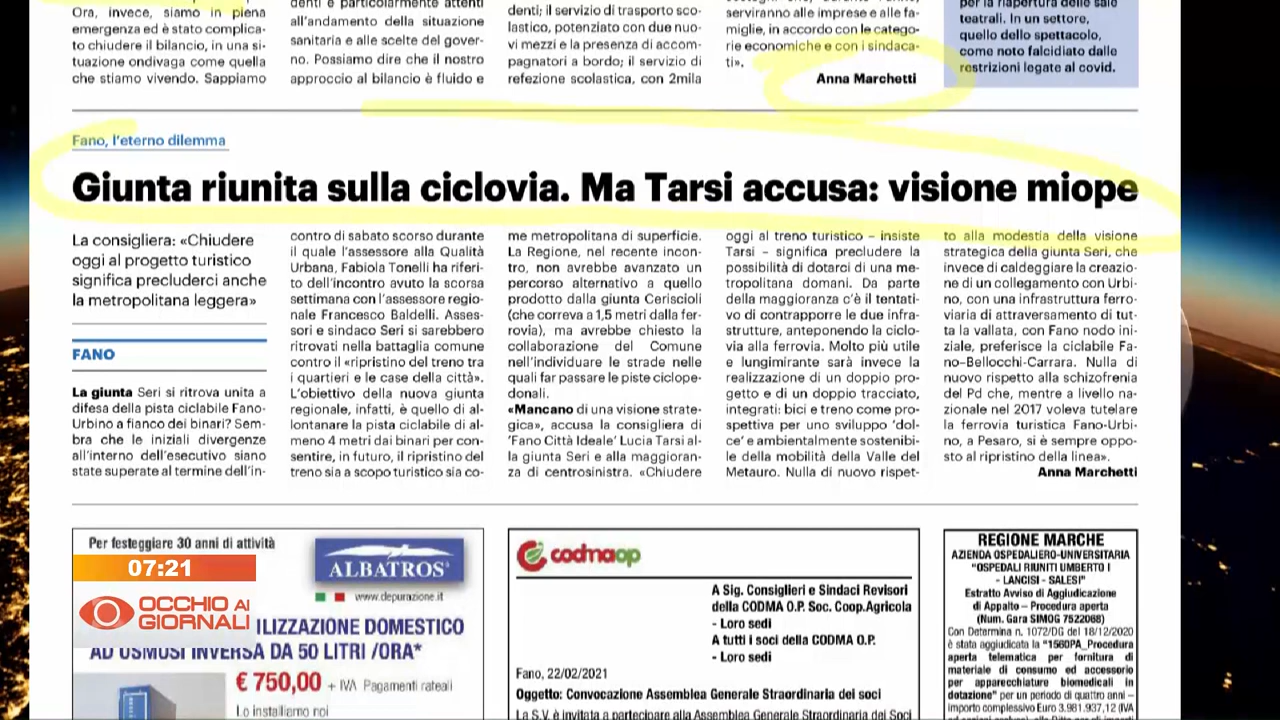 Ora, invece, siamo in piena
emergenza ed è stato complica-
to chiudere il bilancio, in una si-
tuazione ondivaga come quella
che stiamo vivendo. Sappiamo
denti e particolarmente attenti
all'andamento della situazione
sanitaria e alle scelte del gover-
no. Possiamo dire che il nostro
approccio al bilancio è fluido e
denti; il servizio di trasporto sco-
lastico, potenziato con due nuo-
vi mezzi e la presenza di accom-
pagnatori a bordo; il servizio di
refezione scolastica, con 2mila
serviranno alle imprese e alle fa-
miglie, in accordo con le catego-
rie economiche e con i sindaca-
ti».
Anna Marchetti
per la riapertura delle sale
teatrali. In un settore,
quello dello spettacolo,
come noto falcidiato dalle
restrizioni legate al covid.
Fano, l'eterno dilemma
Giunta riunita sulla ciclovia. Ma Tarsi accusa: visione miope
La consigliera: «Chiudere
oggi al progetto turistico
significa precluderci anche
la metropolitana leggera»
FANO
La giunta Seri si ritrova unita a
difesa della pista ciclabile Fano-
Urbino a fianco dei binari? Sem-
bra che le iniziali divergenze
all'interno dell'esecutivo siano
state superate al termine dell'in-
contro di sabato scorso durante
il quale l'assessore alla Qualità
Urbana, Fabiola Tonelli ha riferi-
to dell'incontro avuto la scorsa
settimana con l'assessore regio-
nale Francesco Baldelli. Asses-
sori e sindaco Seri si sarebbero
ritrovati nella battaglia comune
contro il «ripristino del treno tra
i quartieri e le case della città».
L'obiettivo della nuova giunta
regionale, infatti, è quello di al-
lontanare la pista ciclabile di al-
meno 4 metri dai binari per con-
sentire, in futuro, il ripristino del
treno sia a scopo turistico sia co-
me metropolitana di superficie.
La Regione, nel recente incon-
tro, non avrebbe avanzato un
percorso alternativo a quello
prodotto dalla giunta Ceriscioli
(che correva a 1,5 metri dalla fer-
rovia), ma avrebbe chiesto la
collaborazione del Comune
nell'individuare le strade nelle
quali far passare le piste ciclope-
donali.
«Mancano di una visione strate-
gica», accusa la consigliera di
'Fano Città Ideale' Lucia Tarsi al-
la giunta Seri e alla maggioran-
za di centrosinistra. «Chiudere
oggi al treno turistico – insiste
Tarsi – significa precludere la
possibilità di dotarci di una me-
tropolitana domani. Da parte
della maggioranza c'è il tentati-
vo di contrapporre le due infra-
strutture, anteponendo la ciclo-
via alla ferrovia. Molto più utile
e lungimirante sarà invece la
realizzazione di un doppio pro-
getto e di un doppio tracciato,
integrati: bici e treno come pro-
spettiva per uno sviluppo 'dol-
ce' e ambientalmente sostenibi-
le della mobilità della Valle del
Metauro. Nulla di nuovo rispet-
to alla modestia della visione
strategica della giunta Seri, che
invece di caldeggiare la creazio-
ne di un collegamento con Urbi-
no, con una infrastruttura ferro-
viaria di attraversamento di tut-
ta la vallata, con Fano nodo ini-
ziale, preferisce la ciclabile Fa-
no–Bellocchi-Carrara. Nulla di
nuovo rispetto alla schizofrenia
del Pd che, mentre a livello na-
zionale nel 2017 voleva tutelare
la ferrovia turistica Fano-Urbi-
no, a Pesaro, si è sempre oppo-
sto al ripristino della linea».
Anna Marchetti
Per festeggiare 30 anni di attività
ALBATROS®
www.depurazione.it
07:21
OCCHIO AI
GIORNALI
ILIZZAZIONE DOMESTICO
AD OSMOSI INVERSA DA 50 LITRI /ORA*
€ 750,00 + IVA Pagamenti rateali
Lo installiamo noi
codmaop
A Sig. Consiglieri e Sindaci Revisori
della CODMA O.P. Soc. Coop.Agricola
- Loro sedi
A tutti i soci della CODMA O.P.
- Loro sedi
Fano, 22/02/2021
Oggetto: Convocazione Assemblea Generale Straordinaria dei soci
La S.V. è invitata a partecipare alla Assemblea Generale Straordinaria dei Soci
REGIONE MARCHE
AZIENDA OSPEDALIERO-UNIVERSITARIA
"OSPEDALI RIUNITI UMBERTO I
- LANCISI - SALESI"
Estratto Avviso di Aggiudicazione
di Appalto – Procedura aperta
(Num. Gara SIMOG 7522068)
Con Determina n. 1072/DG del 18/12/2020
è stata aggiudicata la "1560PA_Procedura
aperta telematica per fornitura di
materiale di consumo ed accessorio
per apparecchiature biomedicali in
dotazione" per un periodo di quattro anni –
importo complessivo Euro 3.981.937,12 (IVA